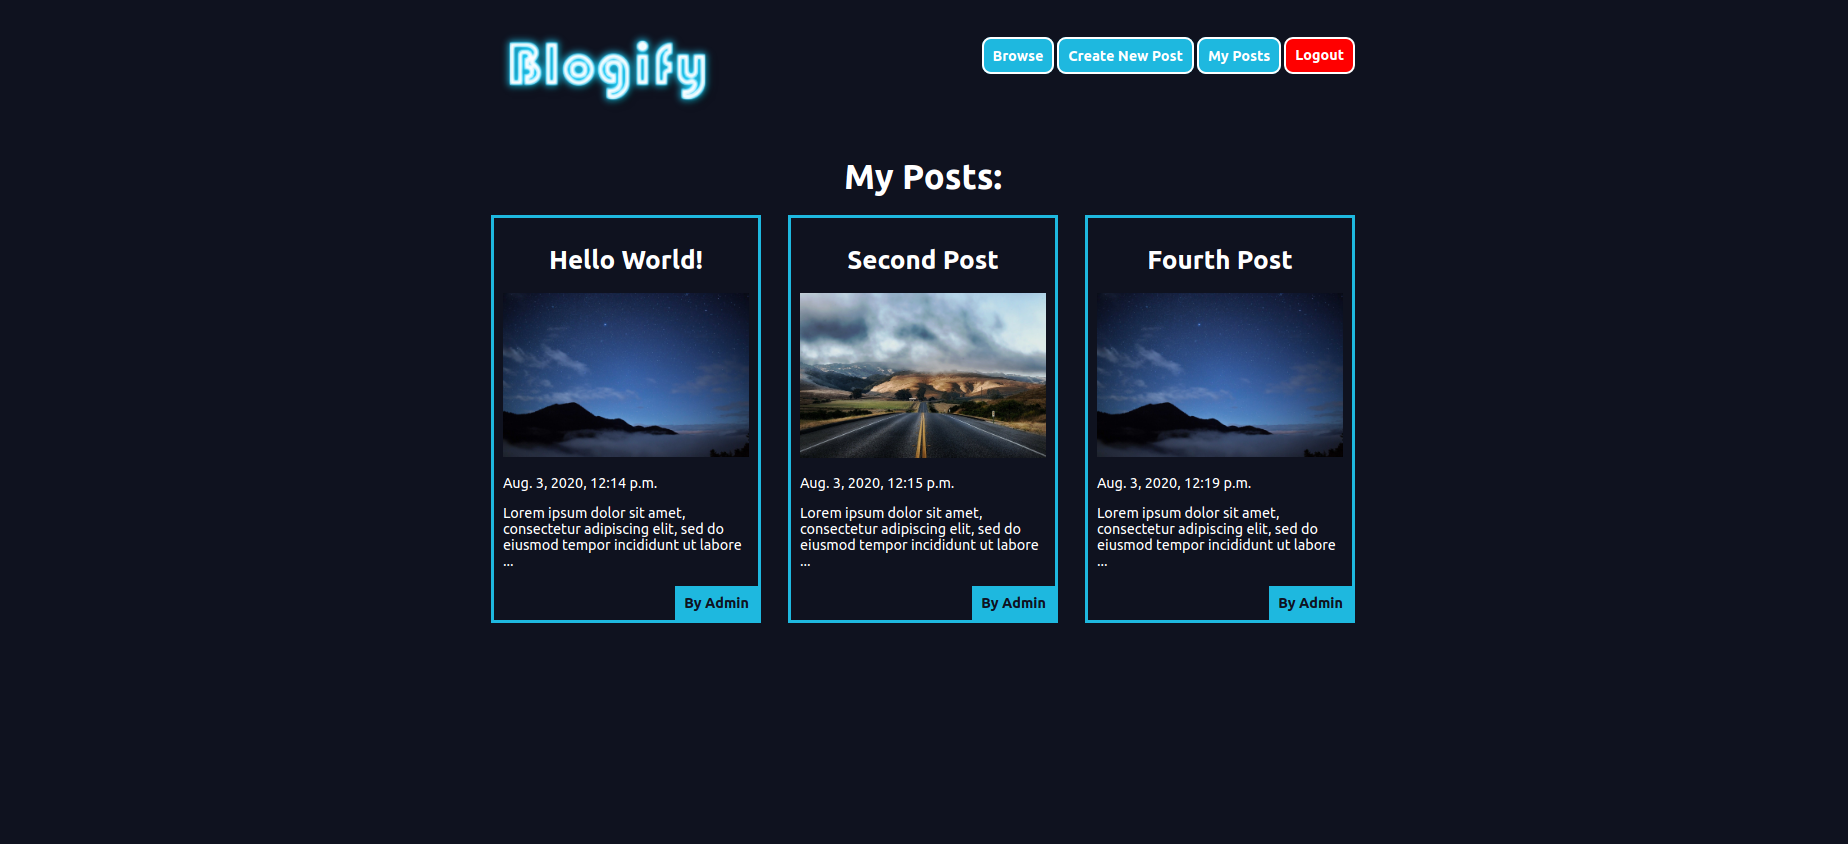 Blogify
Browse Create New Post My Posts Logout
My Posts:
Hello World!
Aug. 3, 2020, 12:14 p.m.
Lorem ipsum dolor sit amet,
consectetur adipiscing elit, sed do
eiusmod tempor incididunt ut labore
...
By Admin
Second Post
Aug. 3, 2020, 12:15 p.m.
Lorem ipsum dolor sit amet,
consectetur adipiscing elit, sed do
eiusmod tempor incididunt ut labore
...
By Admin
Fourth Post
Aug. 3, 2020, 12:19 p.m.
Lorem ipsum dolor sit amet,
consectetur adipiscing elit, sed do
eiusmod tempor incididunt ut labore
...
By Admin